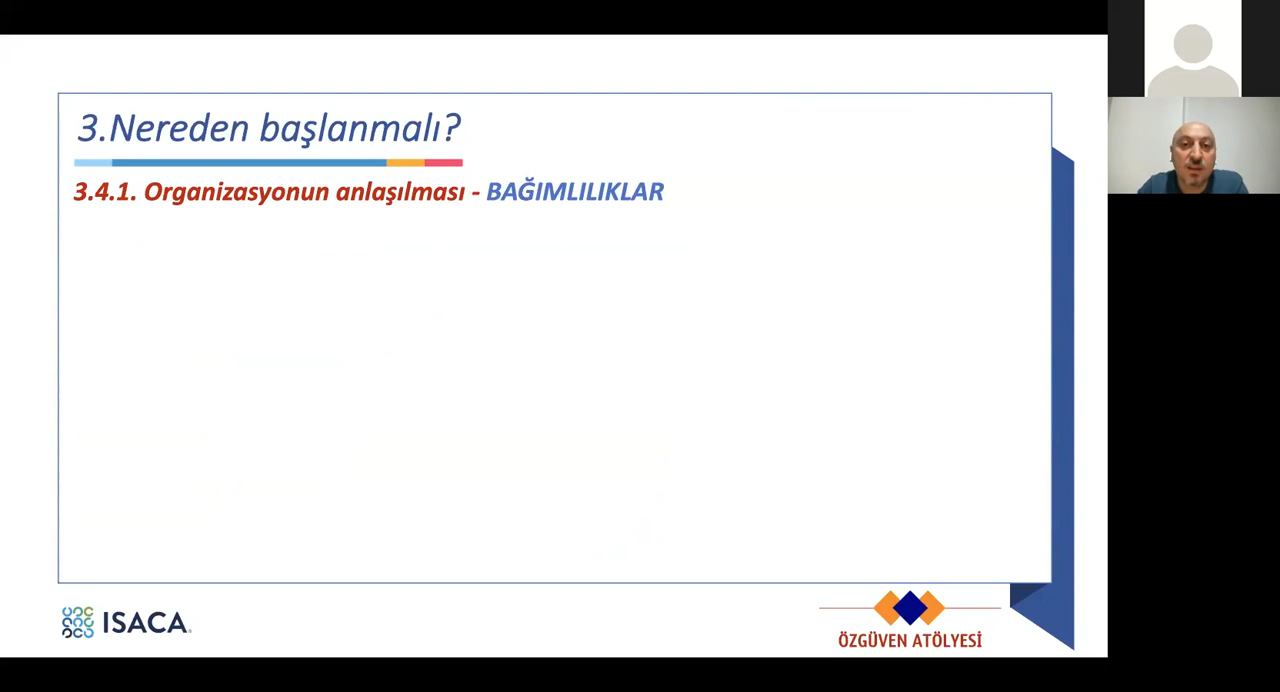 3.Nereden başlanmalı?
3.4.1. Organizasyonun anlaşılması - BAĞIMLILIKLAR
ISACA®
ÖZGÜVEN ATÖLYESİ